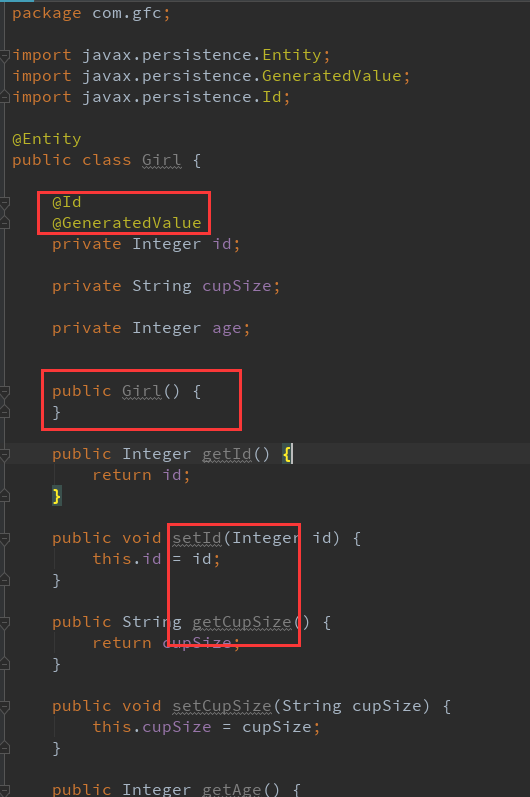 package com.gfc;
import javax.persistence.Entity;
import javax.persistence.GeneratedValue;
import javax.persistence.Id;
@Entity
public class Girl {
@Id
@GeneratedValue
private Integer id;
private String cupSize;
private Integer age;
public Girl() {
}
public Integer getId() {
return id;
}
public void setId(Integer id) {
this.id = id;
}
public String getCupSize() {
return cupSize;
}
public void setCupSize(String cupSize) {
this.cupSize = cupSize;
}
public Integer getAge() {